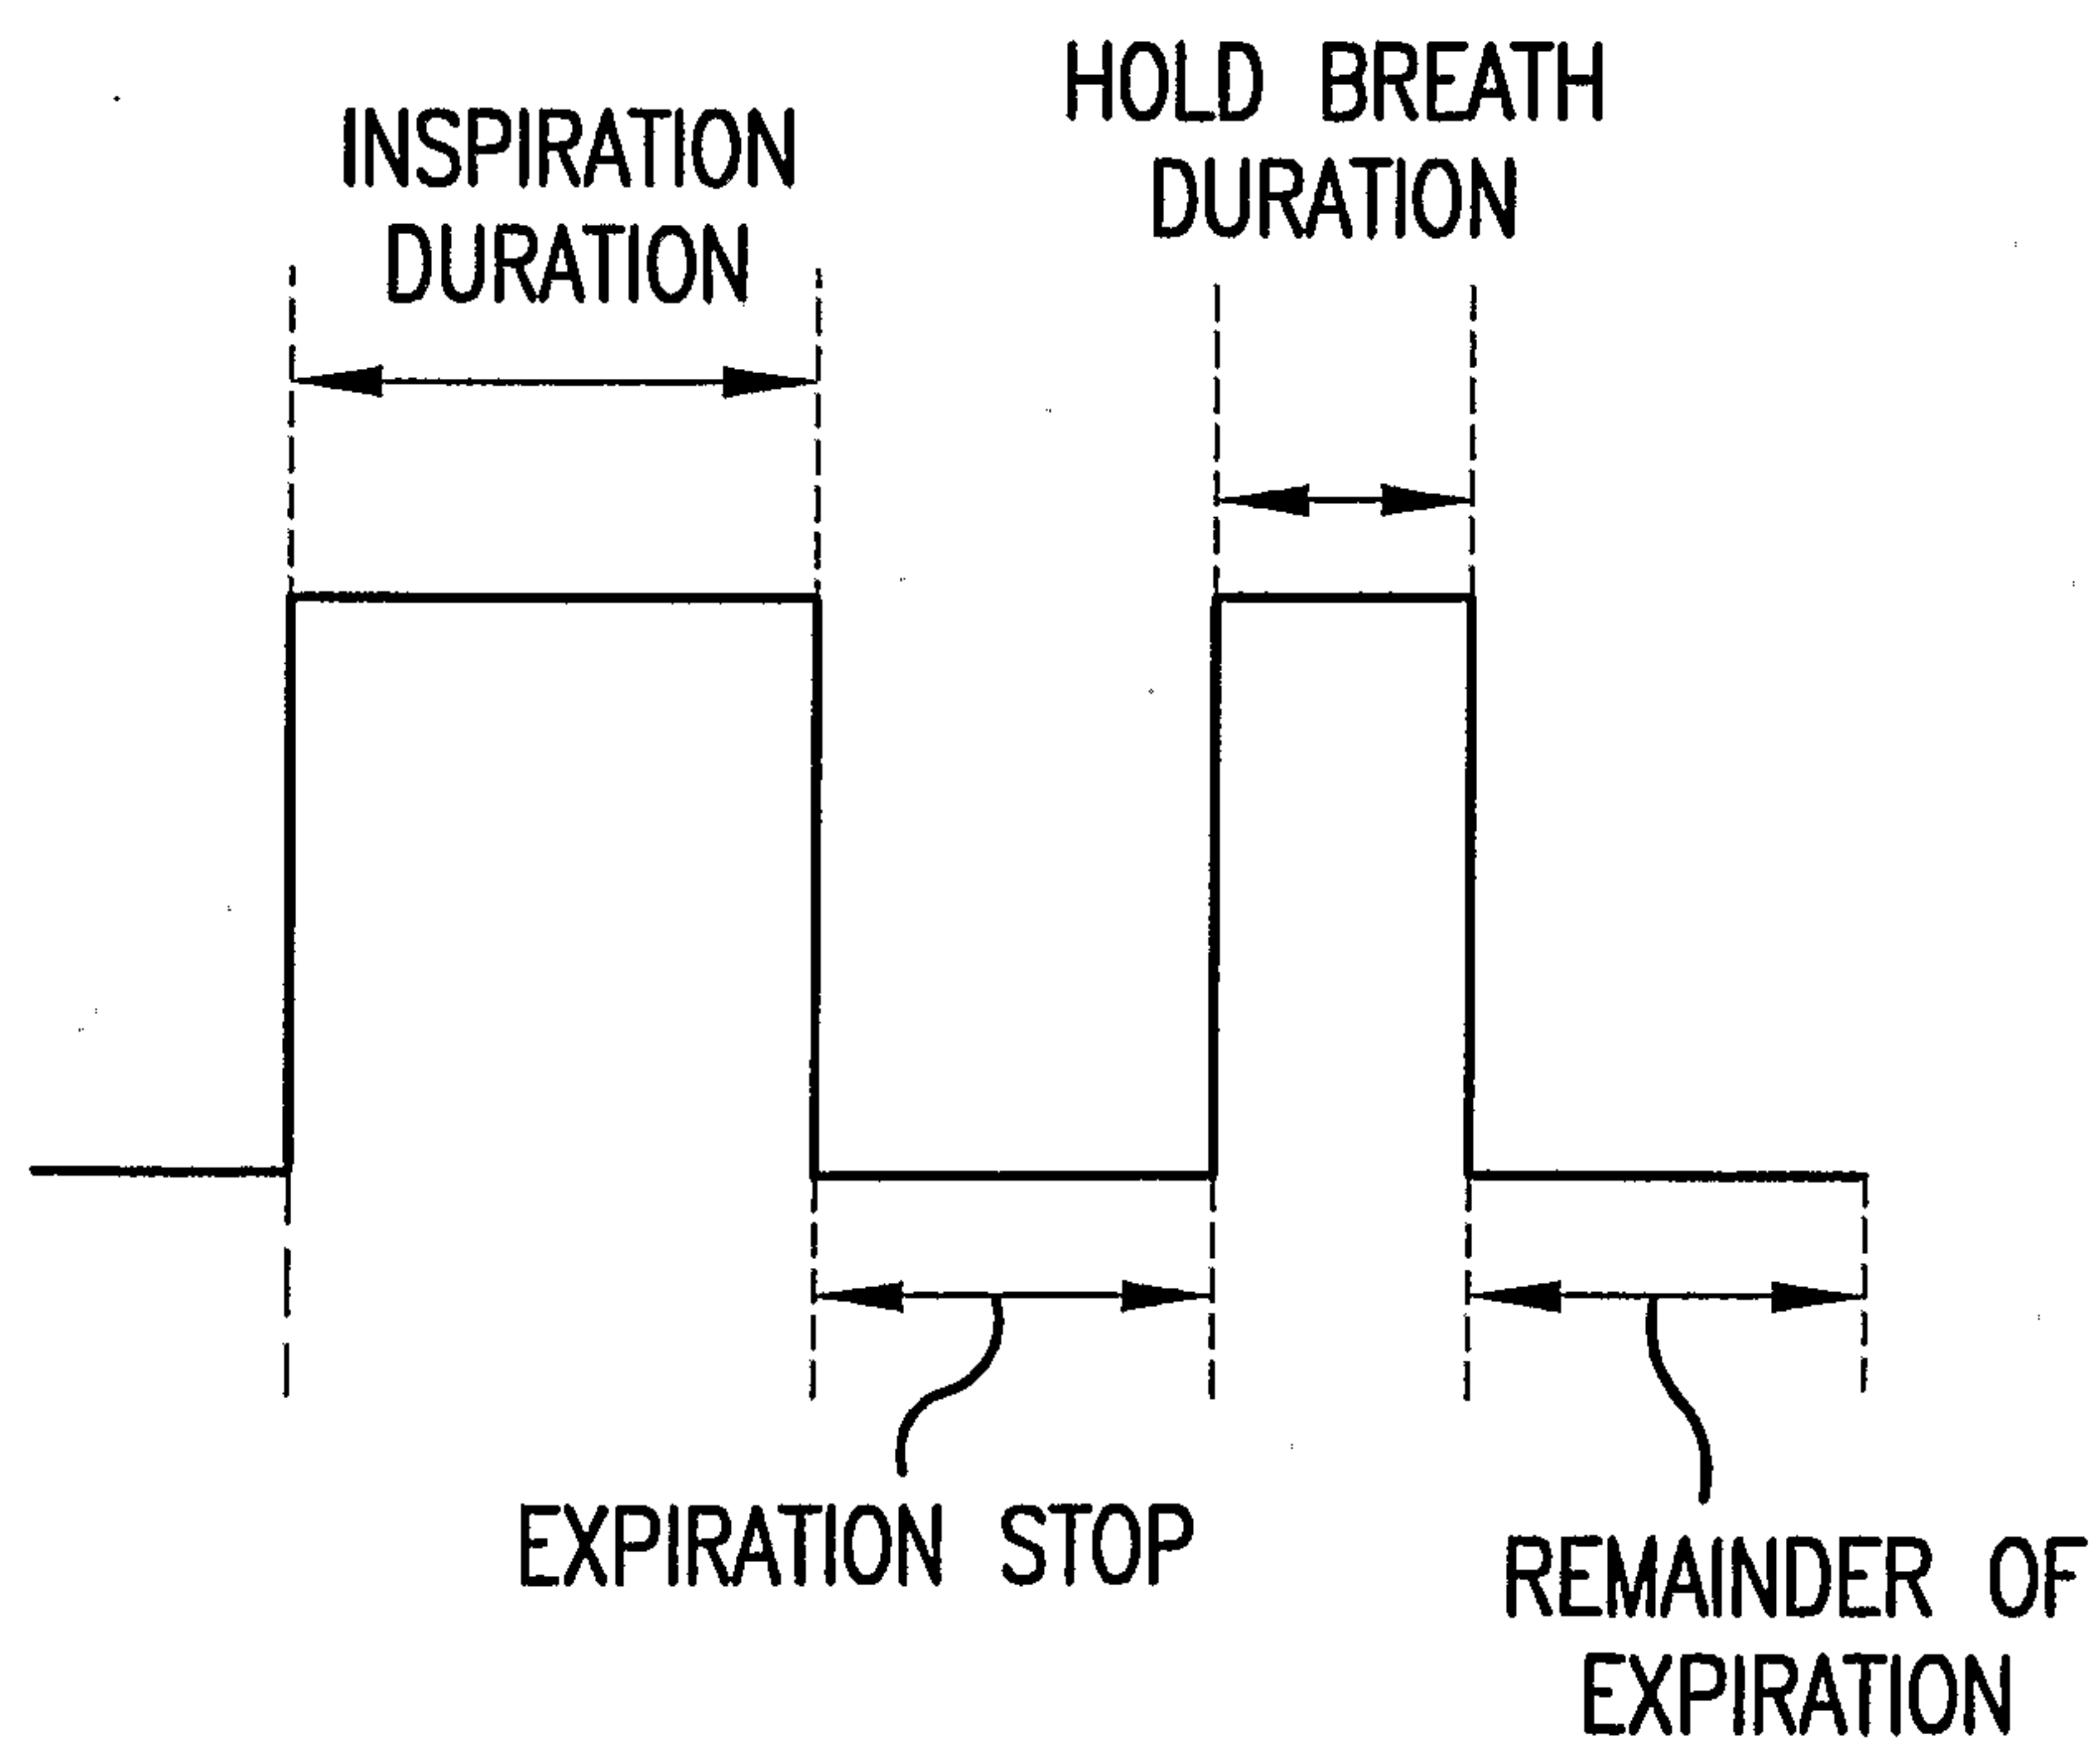 INSPIRATION
DURATION
HOLD BREATH
DURATION
EXPIRATION STOP
REMAINDER OF
EXPIRATION